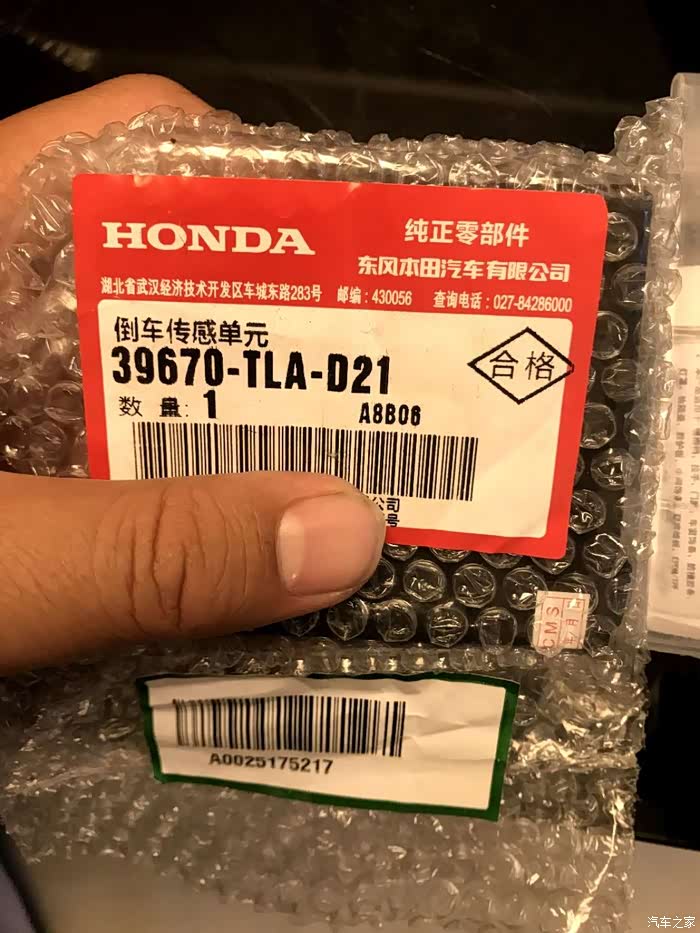 HONDA
纯正零部件
东风本田汽车有限公司
湖北省武汉经济技术开发区车城东路283号 邮编:430056 查询电话:027-84286000
倒车传感单元
39670-TLA-D21
合格
数 量:1 A8B06
公司
号
CMS
A0025175217
汽车之家